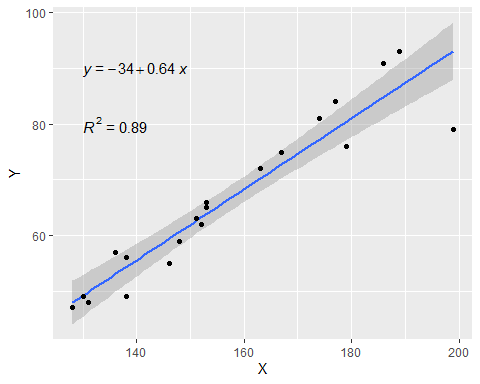 100
y = −34+0.64 x
R² = 0.89
80
Y
60
140 160 180 200
X